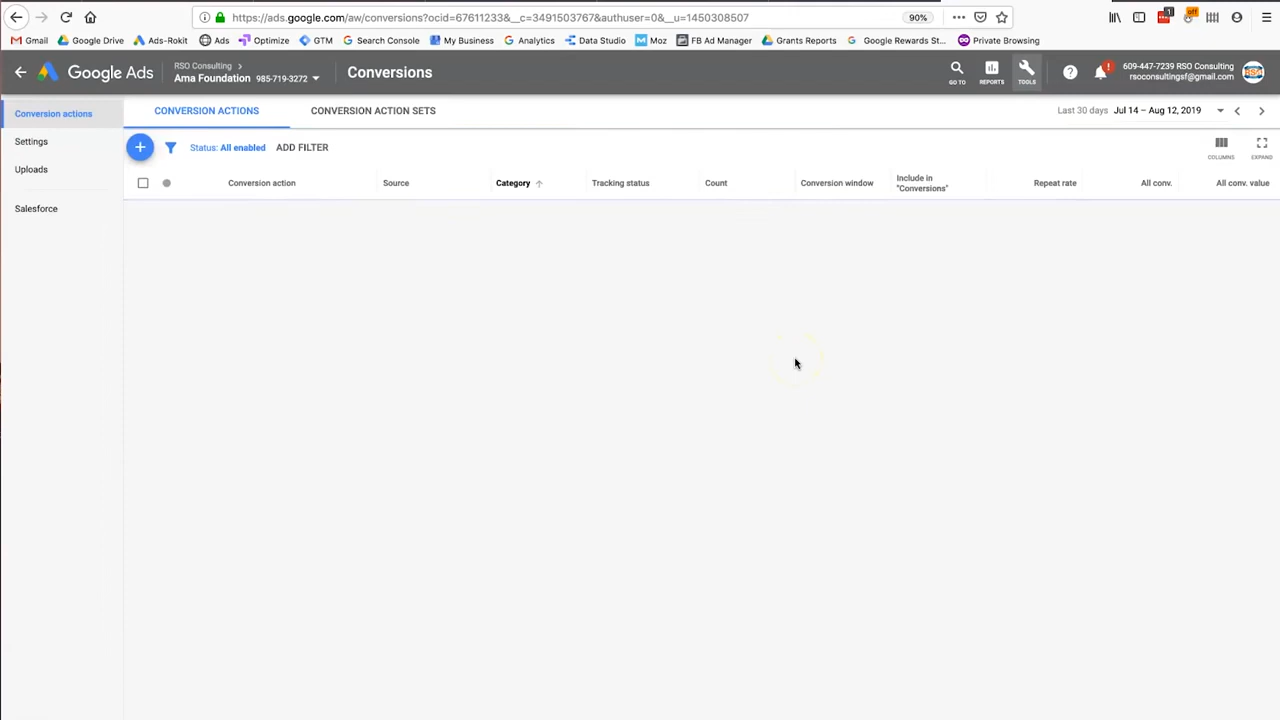 https://ads.google.com/aw/conversions?ocid=67611233&__c=3491503767&authuser=0&__u=1450308507
90%
1
off
Gmail Google Drive Ads-Rokit Ads Optimize GTM Search Console My Business Analytics Data Studio Moz FB Ad Manager Grants Reports Google Rewards St... Private Browsing
Google Ads
RSO Consulting
Ama Foundation 985-719-3272
Conversions
GO TO
REPORTS
TOOLS
!
609-447-7239 RSO Consulting
rsoconsultingsf@gmail.com
Conversion actions
Settings
Uploads
Salesforce
CONVERSION ACTIONS CONVERSION ACTION SETS
Last 30 days Jul 14 – Aug 12, 2019
Status: All enabled ADD FILTER
COLUMNS
EXPAND
Conversion action Source Category Tracking status Count Conversion window Include in "Conversions" Repeat rate All conv. All conv. value